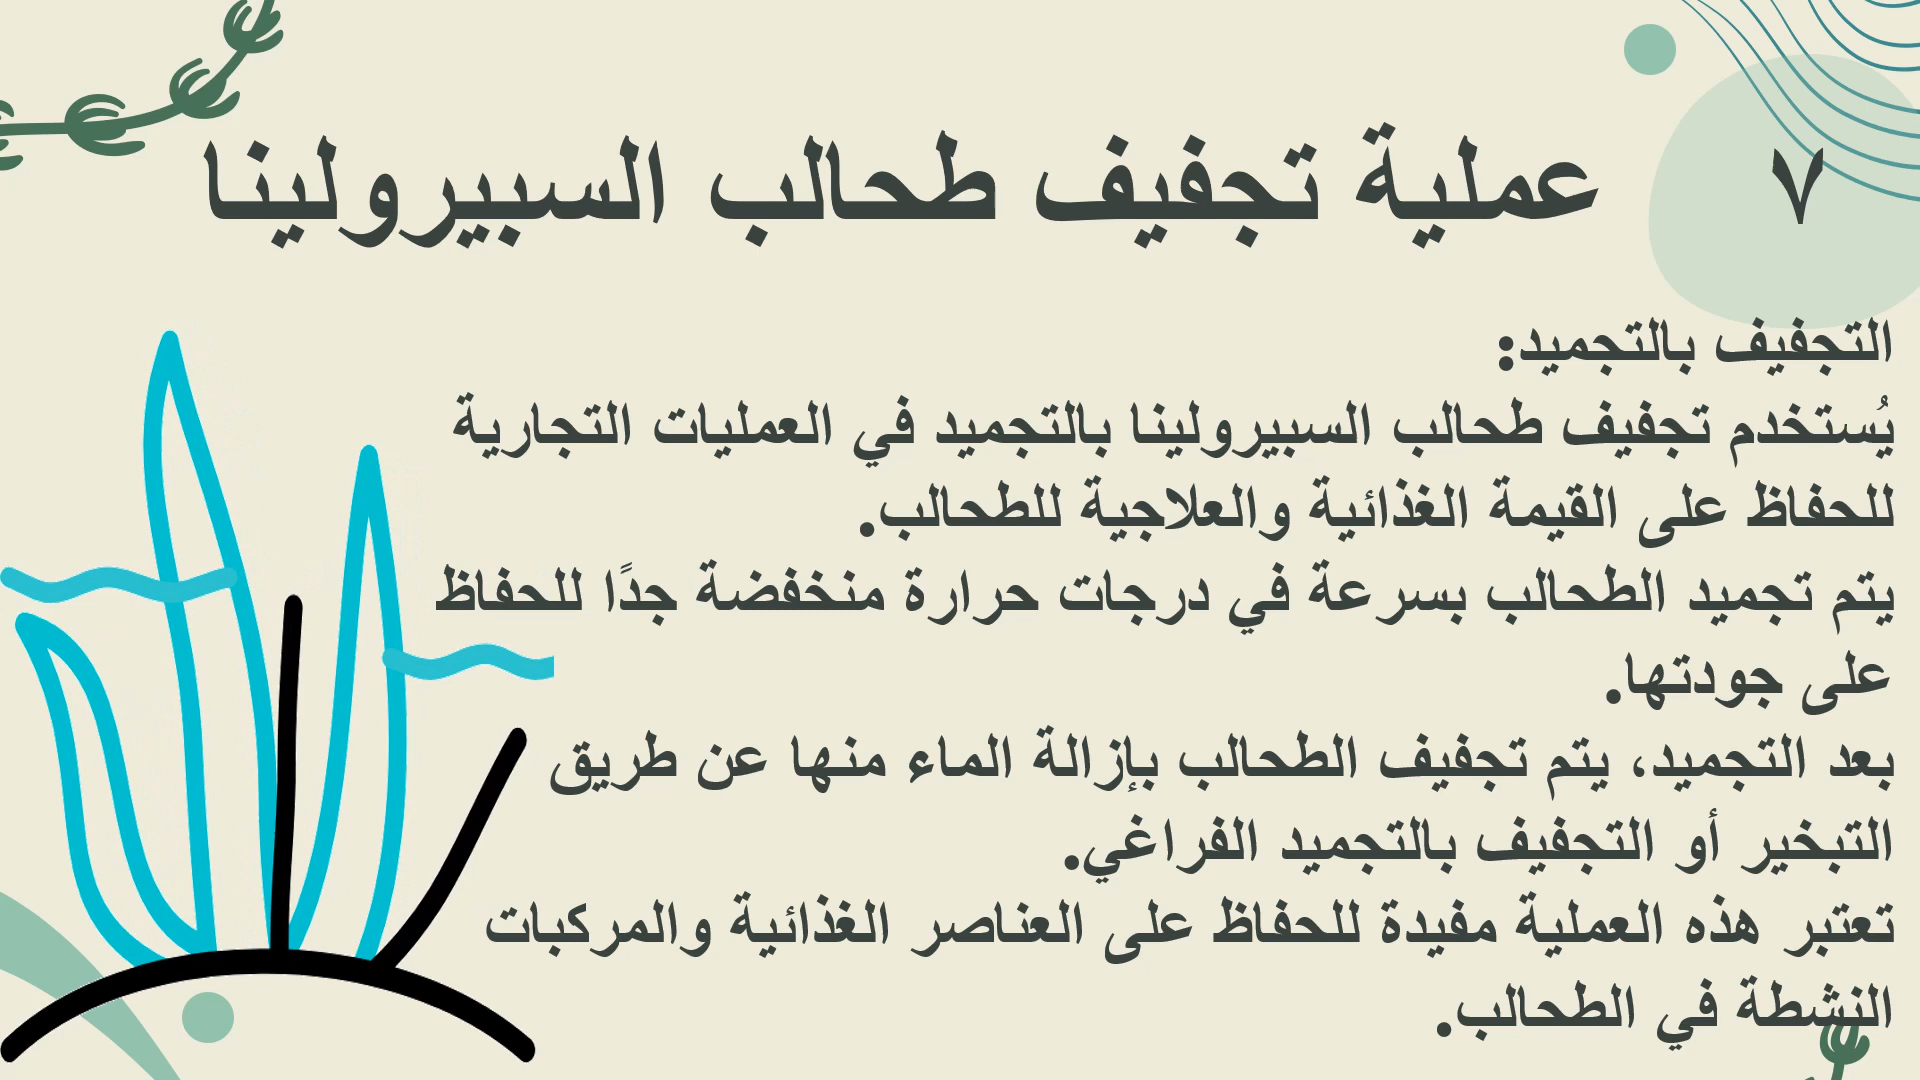 ٧
عملية تجفيف طحالب السبيرولينا
التجفيف بالتجميد:
يُستخدم تجفيف طحالب السبيرولينا بالتجميد في العمليات التجارية
للحفاظ على القيمة الغذائية والعلاجية للطحالب.
يتم تجميد الطحالب بسرعة في درجات حرارة منخفضة جدًا للحفاظ
على جودتها.
بعد التجميد، يتم تجفيف الطحالب بإزالة الماء منها عن طريق
التبخير أو التجفيف بالتجميد الفراغي.
تعتبر هذه العملية مفيدة للحفاظ على العناصر الغذائية والمركبات
النشطة في الطحالب.